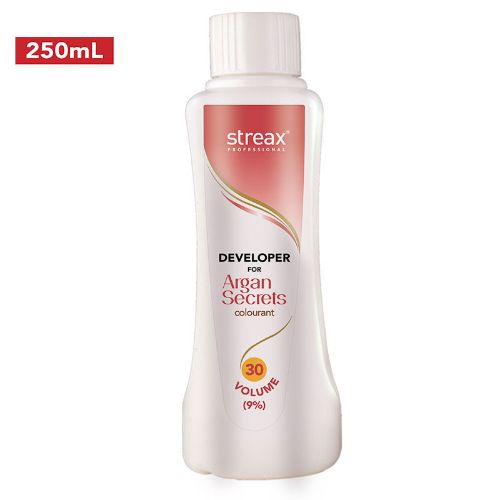 250mL
streax®
PROFESSIONAL
DEVELOPER
FOR
Argan
Secrets
colourant
30
VOLUME
(9%)